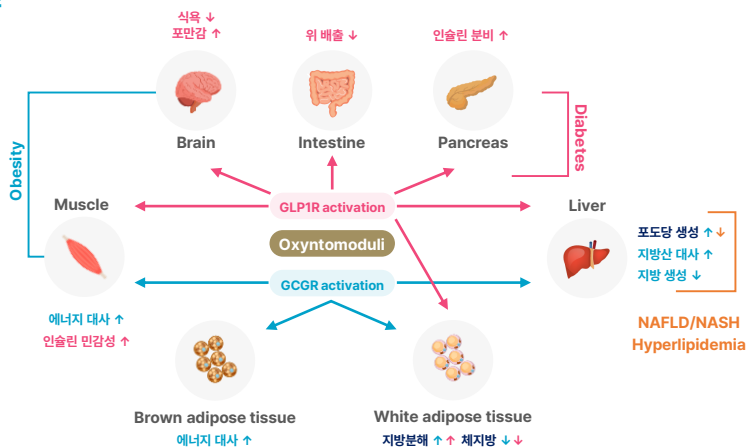 식욕 ↓
포만감 ↑
위 배출 ↓
인슐린 분비 ↑
Brain
Intestine
Pancreas
Obesity
Diabetes
Muscle
GLP1R activation
Liver
Oxyntomoduli
포도당 생성 ↑↓
지방산 대사 ↑
지방 생성 ↓
GCGR activation
에너지 대사 ↑
인슐린 민감성 ↑
NAFLD/NASH
Hyperlipidemia
Brown adipose tissue
에너지 대사 ↑
White adipose tissue
지방분해 ↑↑ 체지방 ↓↓